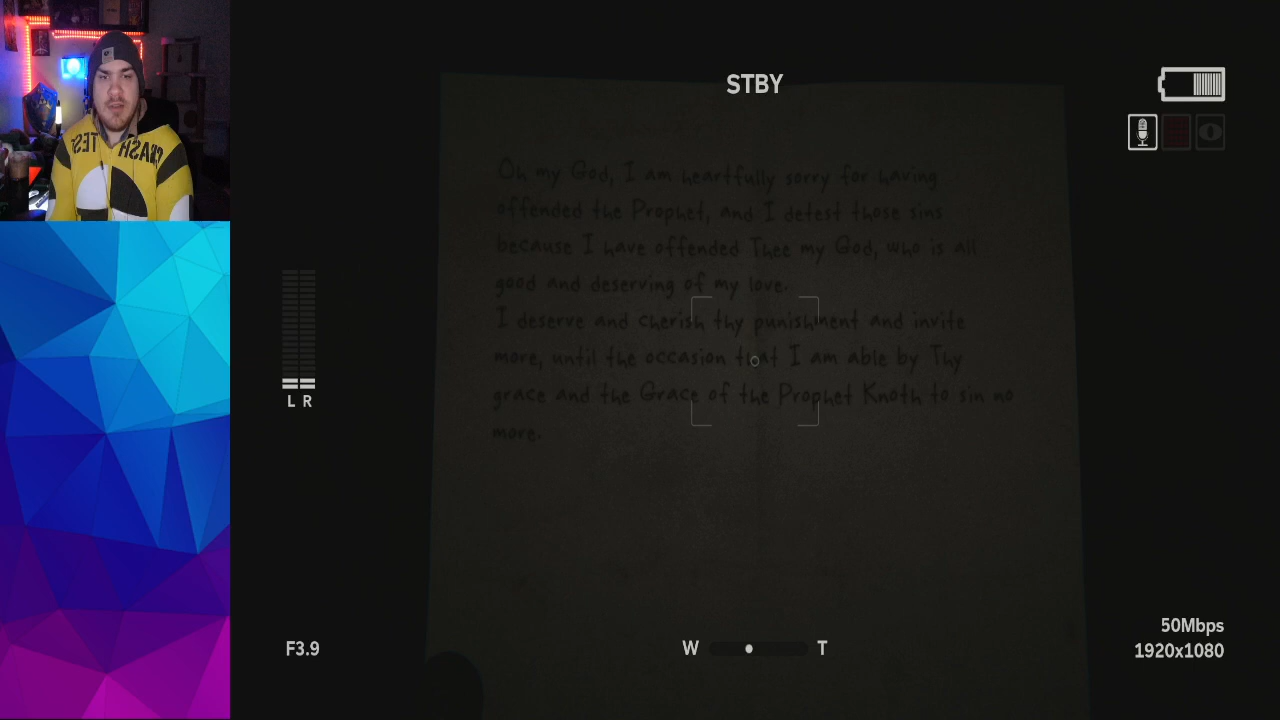 STBY
TEST CRASH
Oh my God, I am heartfully sorry for having
offended the Prophet, and I detest those sins
because I have offended Thee my God, who is all
good and deserving of my love.
I deserve and cherish thy punishment and invite
more, until the occasion that I am able by Thy
grace and the Grace of the Prophet Knoth to sin no
more.
L R
F3.9
W T
50Mbps
1920x1080